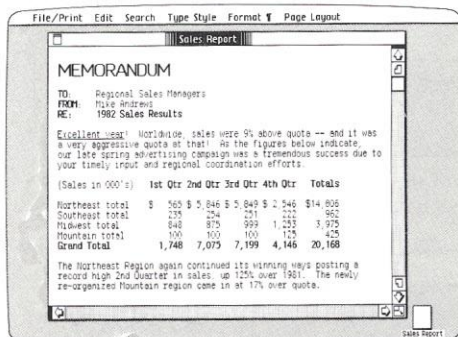 File/Print Edit Search Type Style Format ¶ Page Layout
Sales Report
MEMORANDUM
TO: Regional Sales Managers
FROM: Mike Andrews
RE: 1982 Sales Results
Excellent year! Worldwide, sales were 9% above quota -- and it was
a very aggressive quota at that! As the figures below indicate,
our late spring advertising campaign was a tremendous success due to
your timely input and regional coordination efforts.
(Sales in 000's) 1st Qtr 2nd Qtr 3rd Qtr 4th Qtr Totals
Northeast total $ 565 $ 5,846 $ 5,849 $ 2,546 $14,806
Southeast total 235 254 251 222 962
Midwest total 848 875 999 1,253 3,975
Mountain total 100 100 100 125 425
Grand Total 1,748 7,075 7,199 4,146 20,168
The Northeast Region again continued its winning ways posting a
record high 2nd Quarter in sales, up 125% over 1981. The newly
re-organized Mountain region came in at 17% over quota.
Sales Report